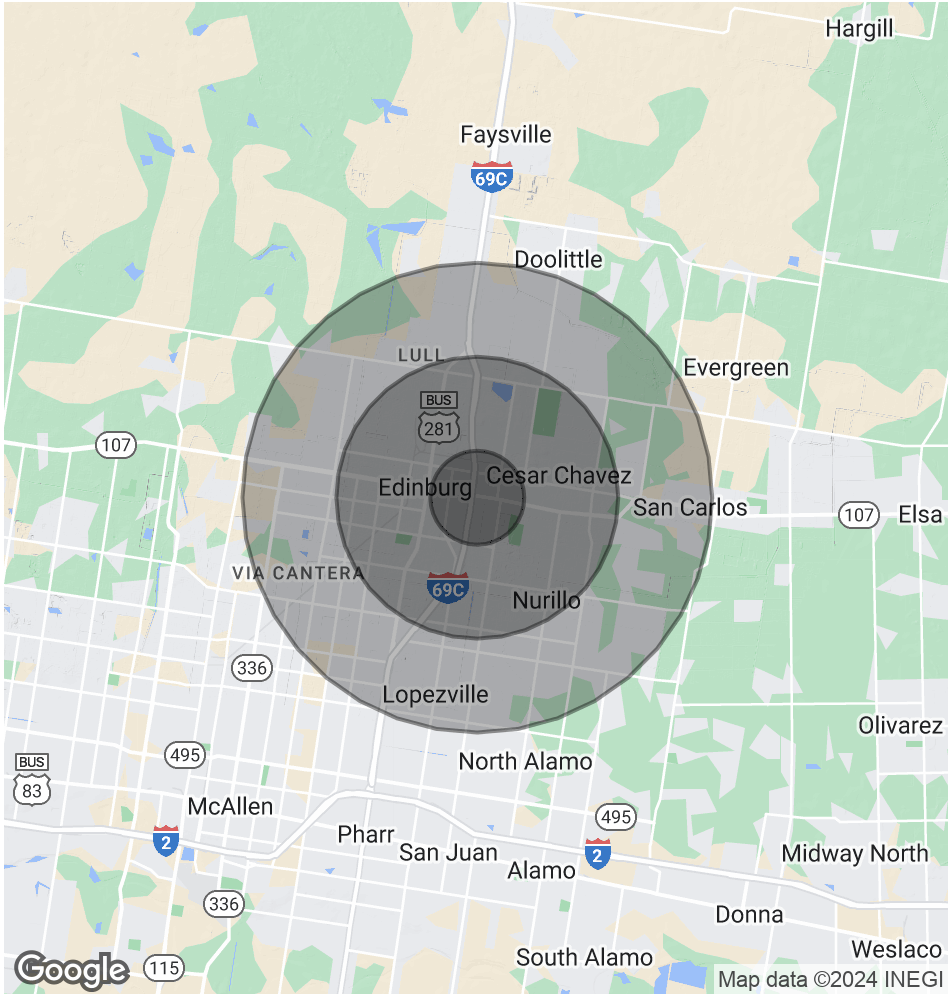 Hargill
Faysville
69C
Doolittle
LULL
Evergreen
BUS
281
107
Cesar Chavez
Edinburg
San Carlos
107
Elsa
VIA CANTERA
69C
Nurillo
336
Lopezville
Olivarez
495
North Alamo
BUS
83
McAllen
495
Pharr
2
San Juan
2
Midway North
Alamo
336
Donna
Weslaco
South Alamo
Google
115
Map data ©2024 INEGI